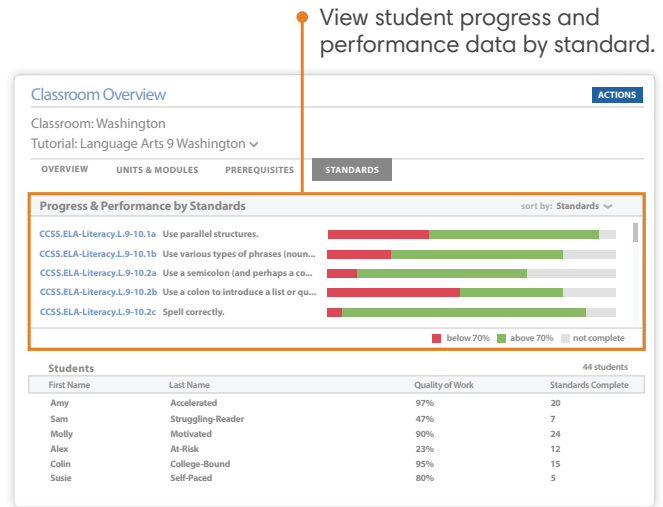 View student progress and
performance data by standard.
Classroom Overview
ACTIONS
Classroom: Washington
Tutorial: Language Arts 9 Washington
OVERVIEW UNITS & MODULES PREREQUISITES STANDARDS
Progress & Performance by Standards sort by: Standards
CCSS.ELA-Literacy.L.9-10.1a Use parallel structures.
CCSS.ELA-Literacy.L.9-10.1b Use various types of phrases (noun...
CCSS.ELA-Literacy.L.9-10.2a Use a semicolon (and perhaps a co...
CCSS.ELA-Literacy.L.9-10.2b Use a colon to introduce a list or qu...
CCSS.ELA-Literacy.L.9-10.2c Spell correctly.
below 70% above 70% not complete
Students 44 students
First Name Last Name Quality of Work Standards Complete
Amy Accelerated 97% 20
Sam Struggling-Reader 47% 7
Molly Motivated 90% 24
Alex At-Risk 23% 12
Colin College-Bound 95% 15
Susie Self-Paced 80% 5